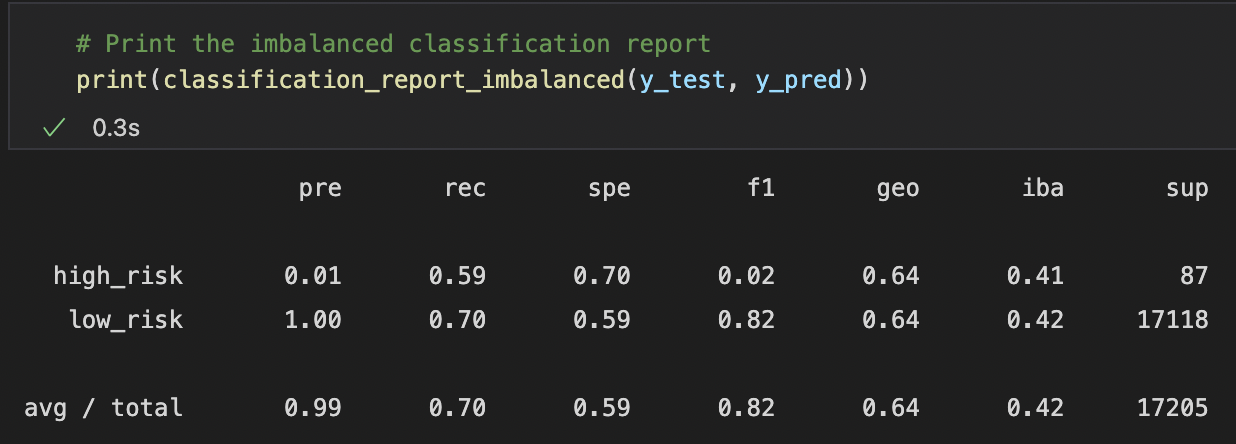 # Print the imbalanced classification report
print(classification_report_imbalanced(y_test, y_pred))
✓ 0.3s
pre rec spe f1 geo iba sup
high_risk 0.01 0.59 0.70 0.02 0.64 0.41 87
low_risk 1.00 0.70 0.59 0.82 0.64 0.42 17118
avg / total 0.99 0.70 0.59 0.82 0.64 0.42 17205